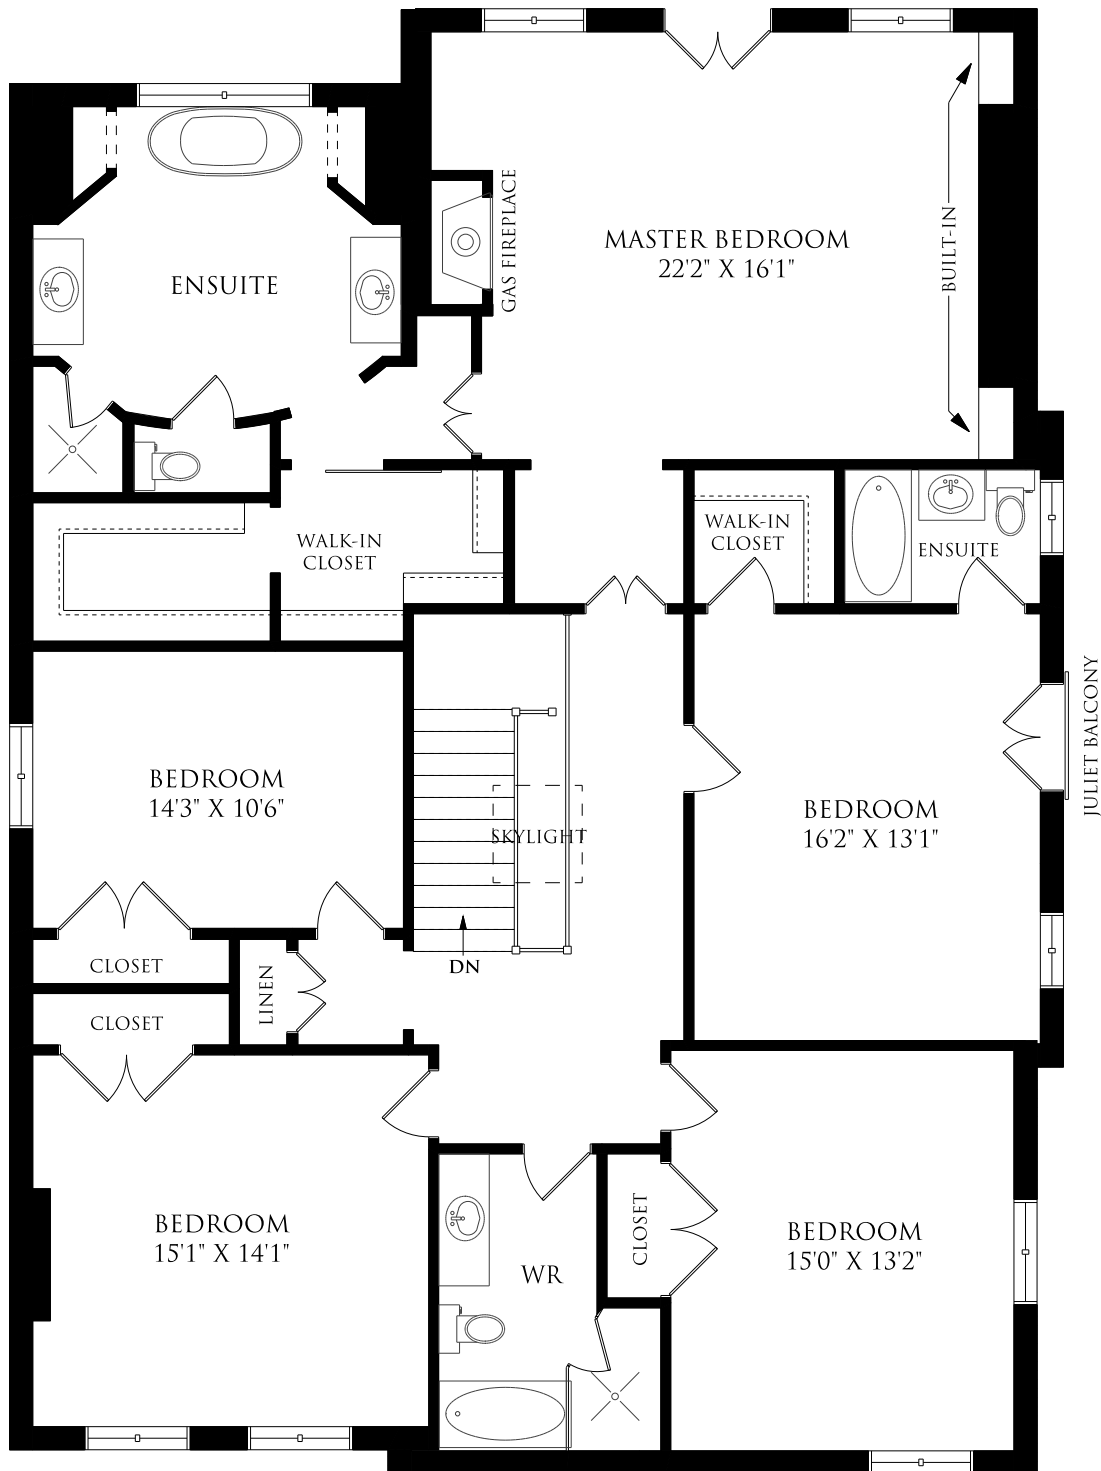 MASTER BEDROOM
22'2" X 16'1"
GAS FIREPLACE
BUILT-IN
ENSUITE
WALK-IN
CLOSET
WALK-IN
CLOSET
ENSUITE
JULIET BALCONY
BEDROOM
14'3" X 10'6"
SKYLIGHT
BEDROOM
16'2" X 13'1"
CLOSET
LINEN
DN
CLOSET
BEDROOM
15'1" X 14'1"
WR
CLOSET
BEDROOM
15'0" X 13'2"